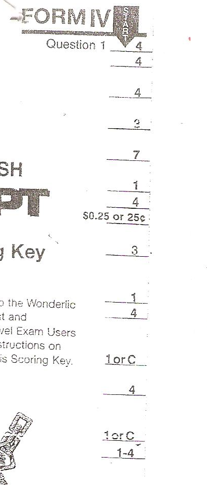 FORM IV
START
Question 1 4
4
4
3
7
SH
1
PT
4
$0.25 or 25¢
g Key
3
1
o the Wonderlic
4
t and
vel Exam Users
structions on
is Scoring Key.
1 or C
4
1 or C
1-4